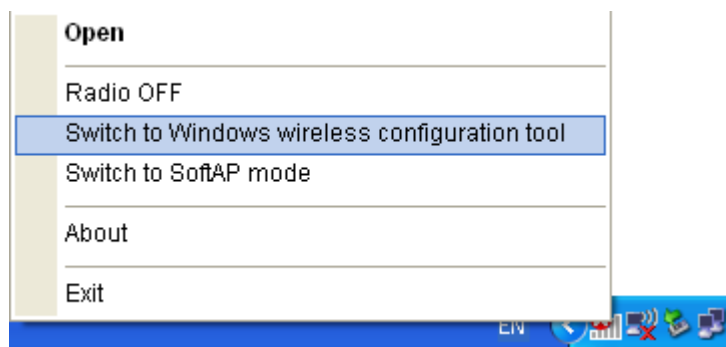 Open
Radio OFF
Switch to Windows wireless configuration tool
Switch to SoftAP mode
About
Exit
EN